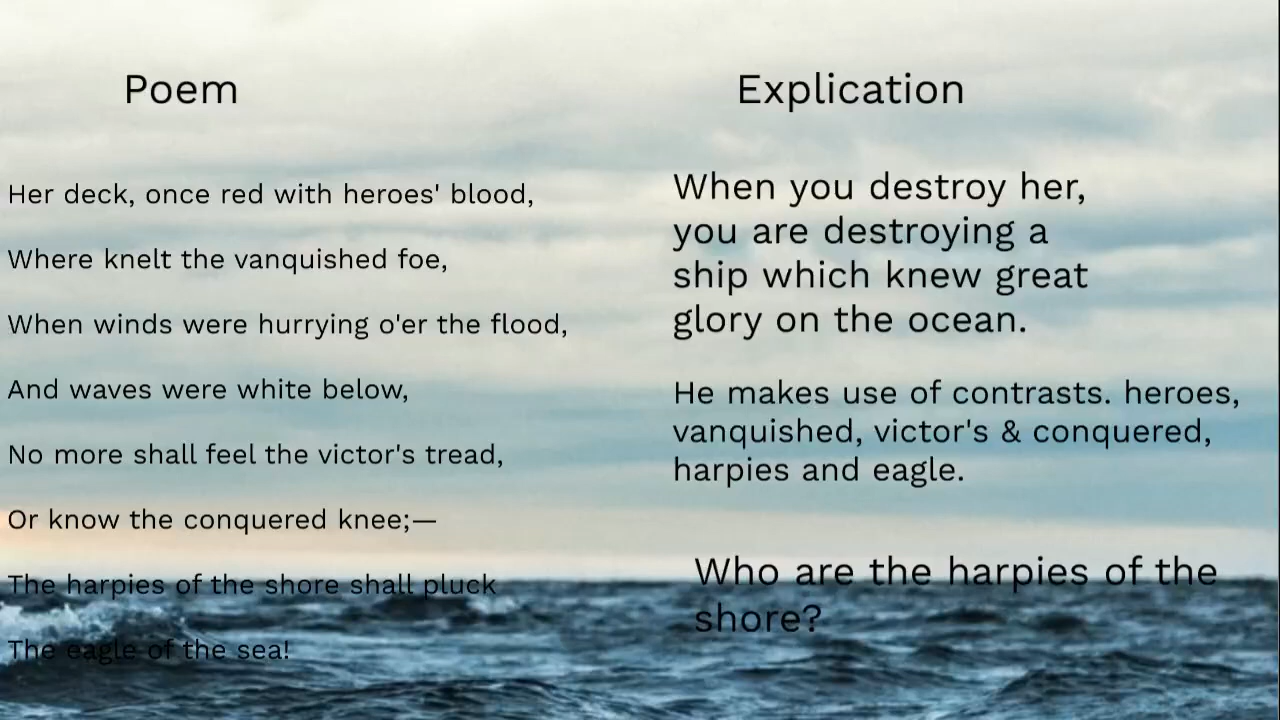 Poem
Her deck, once red with heroes' blood,
Where knelt the vanquished foe,
When winds were hurrying o'er the flood,
And waves were white below,
No more shall feel the victor's tread,
Or know the conquered knee;—
The harpies of the shore shall pluck
The eagle of the sea!
Explication
When you destroy her,
you are destroying a
ship which knew great
glory on the ocean.
He makes use of contrasts. heroes,
vanquished, victor's & conquered,
harpies and eagle.
Who are the harpies of the
shore?